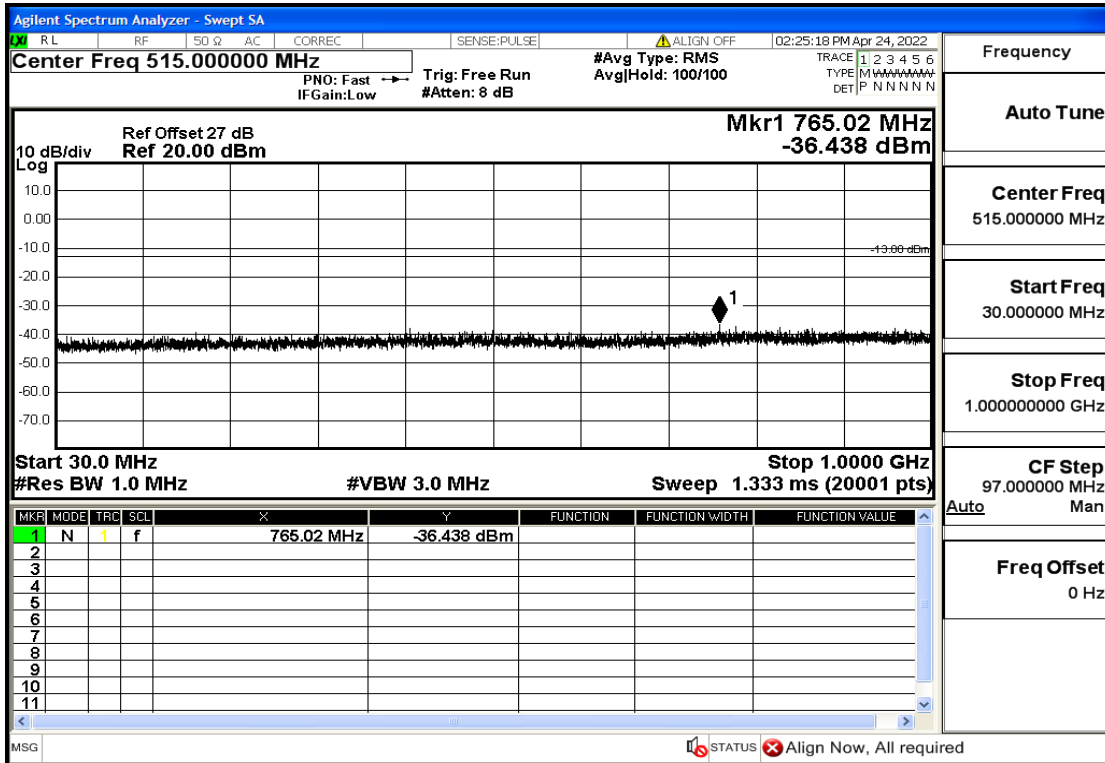 Agilent Spectrum Analyzer - Swept SA
LXI RL RF 50 Ω AC CORREC SENSE:PULSE ALIGN OFF 02:25:18 PM Apr 24, 2022
Center Freq 515.000000 MHz
PNO: Fast
IFGain:Low
Trig: Free Run
#Atten: 8 dB
#Avg Type: RMS
Avg|Hold: 100/100
TRACE 1 2 3 4 5 6
TYPE M WWWWW
DET P N N N N N
Ref Offset 27 dB
Ref 20.00 dBm
10 dB/div
Log
Mkr1 765.02 MHz
-36.438 dBm
10.0
0.00
-10.0
-20.0
-30.0
-40.0
-50.0
-60.0
-70.0
-13.00 dBm
1
Start 30.0 MHz
Stop 1.0000 GHz
#Res BW 1.0 MHz
#VBW 3.0 MHz
Sweep 1.333 ms (20001 pts)
MKR MODE TRC SCL X Y FUNCTION FUNCTION WIDTH FUNCTION VALUE
1 N 1 f 765.02 MHz -36.438 dBm
2
3
4
5
6
7
8
9
10
11
MSG
STATUS Align Now, All required
Frequency
Auto Tune
Center Freq
515.000000 MHz
Start Freq
30.000000 MHz
Stop Freq
1.000000000 GHz
CF Step
97.000000 MHz
Auto Man
Freq Offset
0 Hz